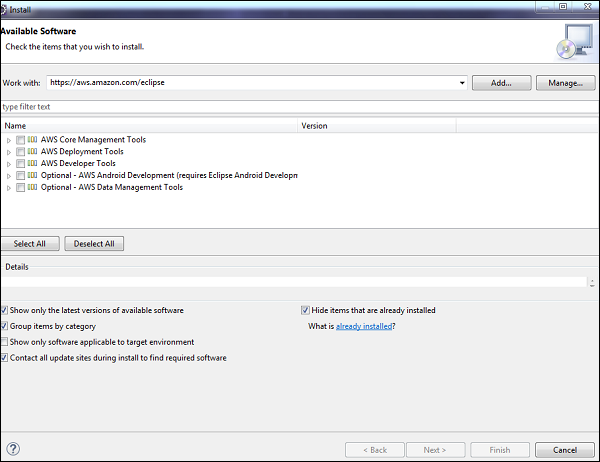 Install
Available Software
Check the items that you wish to install.
Work with: https://aws.amazon.com/eclipse Add... Manage...
type filter text
Name Version
AWS Core Management Tools
AWS Deployment Tools
AWS Developer Tools
Optional - AWS Android Development (requires Eclipse Android Developm
Optional - AWS Data Management Tools
Select All Deselect All
Details
Show only the latest versions of available software Hide items that are already installed
Group items by category What is already installed?
Show only software applicable to target environment
Contact all update sites during install to find required software
? < Back Next > Finish Cancel